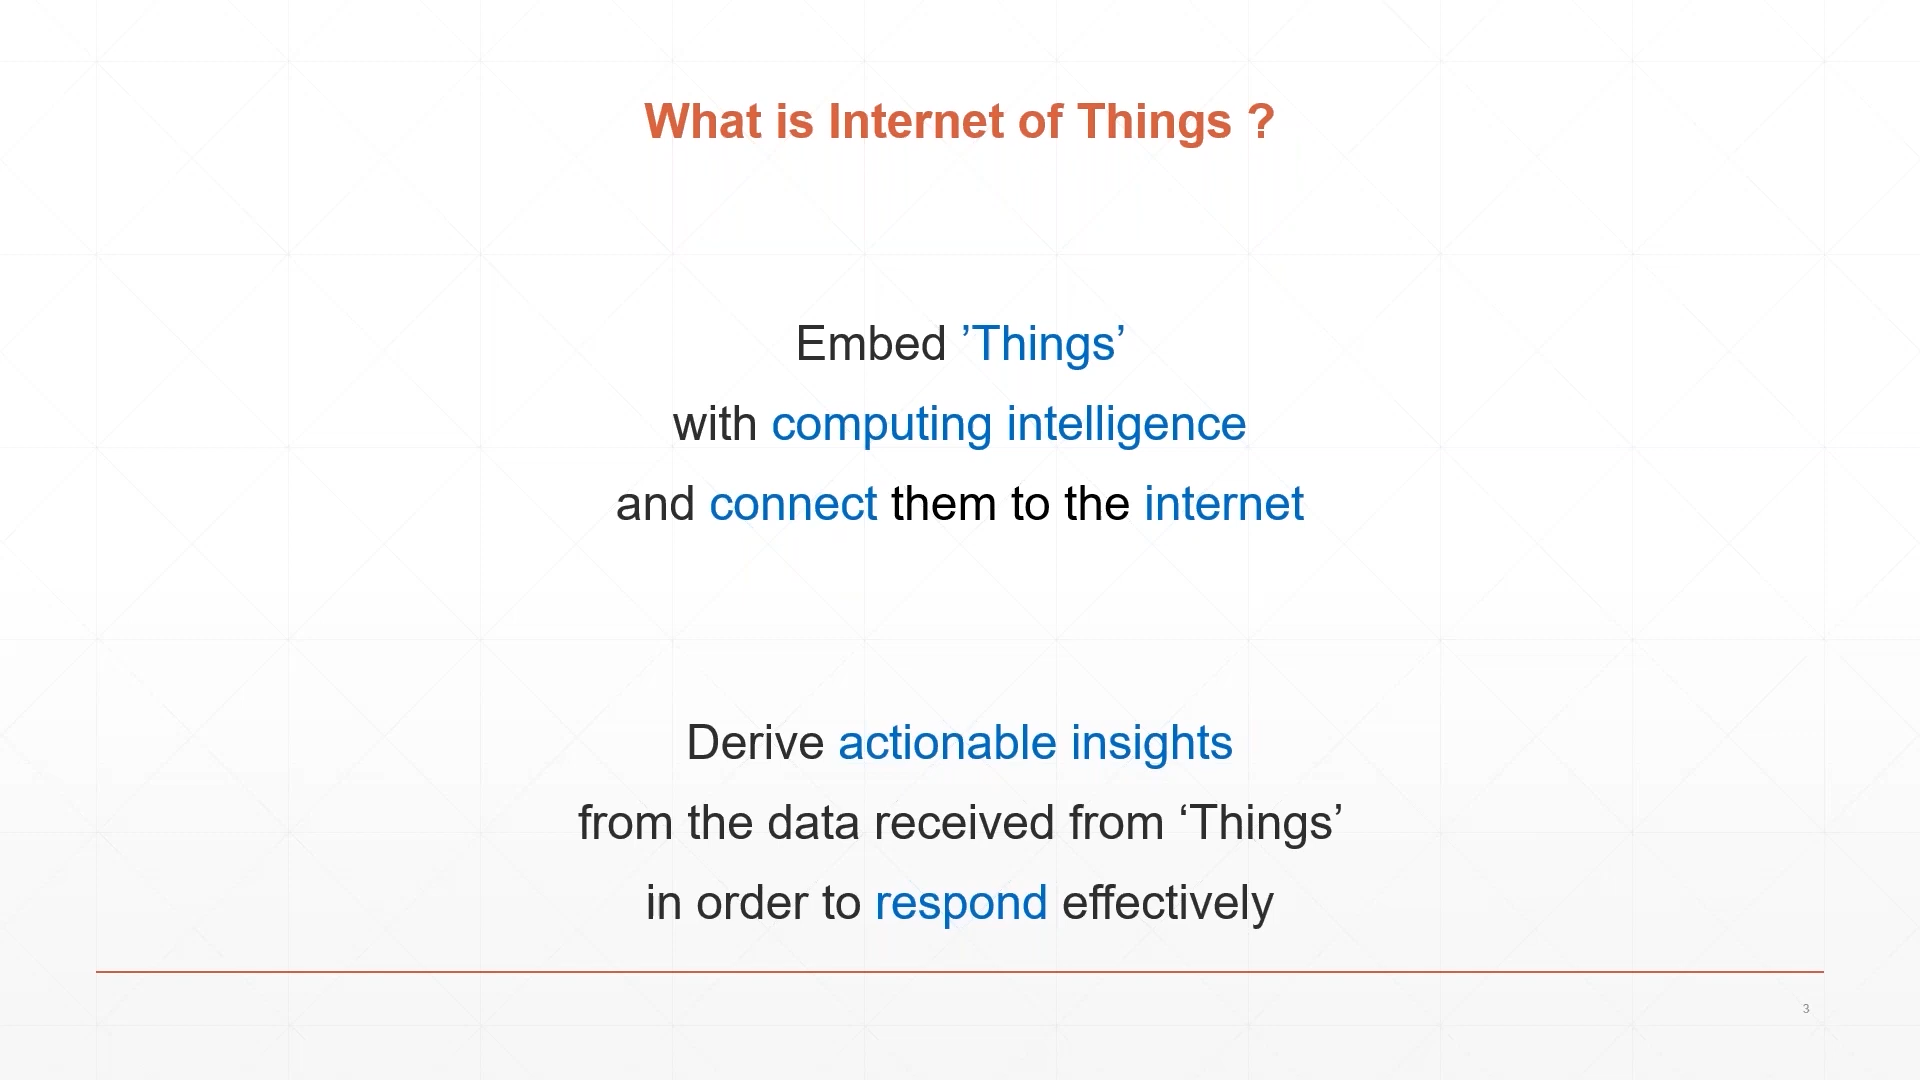 What is Internet of Things ?
Embed ’Things’
with computing intelligence
and connect them to the internet
Derive actionable insights
from the data received from ‘Things’
in order to respond effectively
3